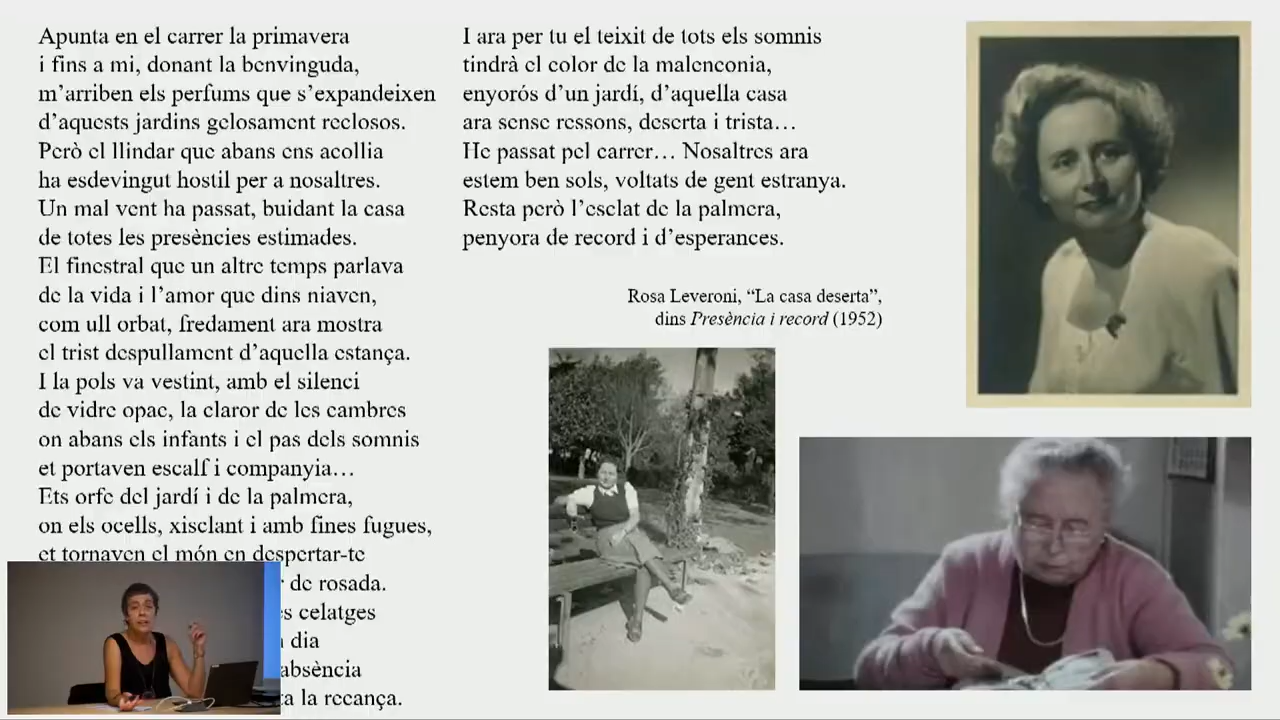 Apunta en el carrer la primavera
i fins a mi, donant la benvinguda,
m’arriben els perfums que s’expandeixen
d’aquests jardins gelosament reclosos.
Però el llindar que abans ens acollia
ha esdevingut hostil per a nosaltres.
Un mal vent ha passat, buidant la casa
de totes les presències estimades.
El finestral que un altre temps parlava
de la vida i l’amor que dins niaven,
com ull orbat, fredament ara mostra
el trist despullament d’aquella estança.
I la pols va vestint, amb el silenci
de vidre opac, la claror de les cambres
on abans els infants i el pas dels somnis
et portaven escalf i companyia…
Ets orfe del jardí i de la palmera,
on els ocells, xisclant i amb fines fugues,
et tornaven el món en despertar-te
de rosada.
celatges
dia
absència
la recança.
I ara per tu el teixit de tots els somnis
tindrà el color de la malenconia,
enyorós d’un jardí, d’aquella casa
ara sense ressons, deserta i trista…
He passat pel carrer… Nosaltres ara
estem ben sols, voltats de gent estranya.
Resta però l’esclat de la palmera,
penyora de record i d’esperances.
Rosa Leveroni, “La casa deserta”,
dins Presència i record (1952)